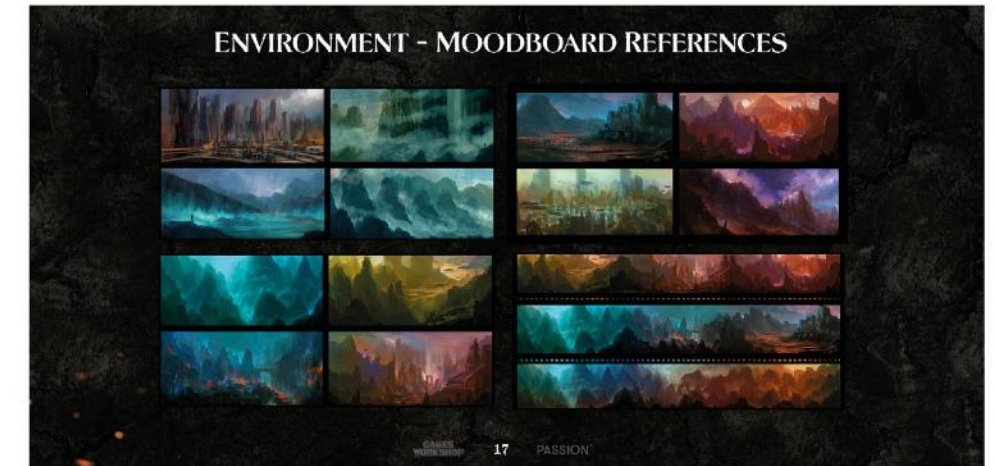 ENVIRONMENT - MOODBOARD REFERENCES
GAMES WORKSHOP 17 PASSION